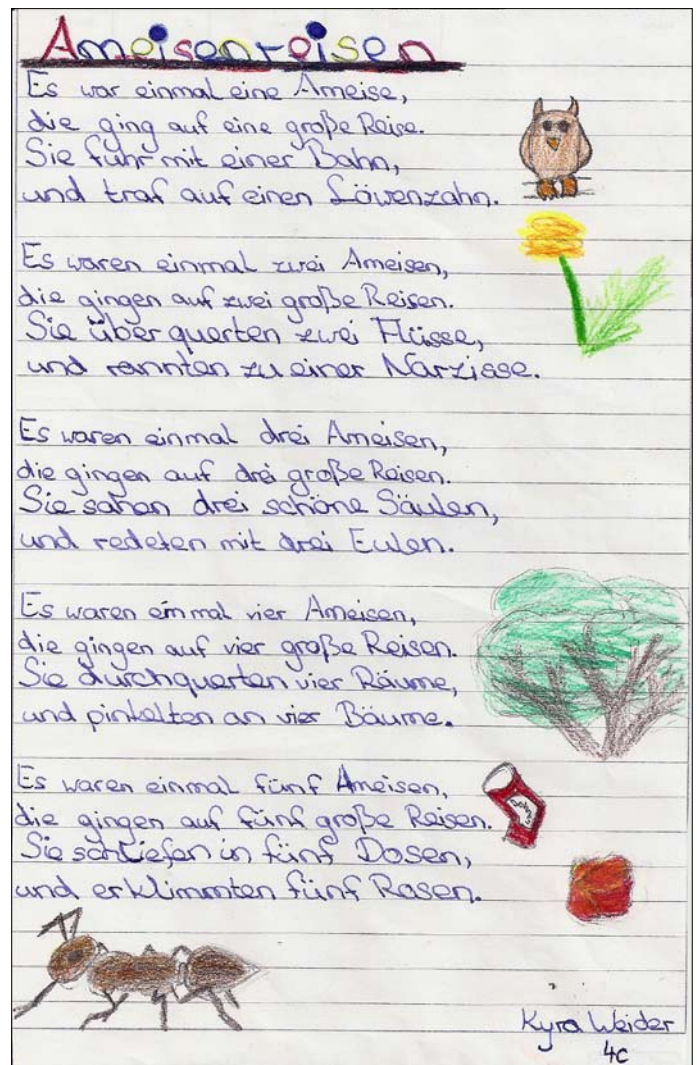 Ameisenreisen
Es war einmal eine Ameise,
die ging auf eine große Reise.
Sie fuhr mit einer Bahn,
und traf auf einen Löwenzahn.
Es waren einmal zwei Ameisen,
die gingen auf zwei große Reisen.
Sie überquerten zwei Flüsse,
und rannten zu einer Narzisse.
Es waren einmal drei Ameisen,
die gingen auf drei große Reisen.
Sie sahen drei schöne Säulen,
und redeten mit drei Eulen.
Es waren einmal vier Ameisen,
die gingen auf vier große Reisen.
Sie durchquerten vier Räume,
und pinkelten an vier Bäume.
Es waren einmal fünf Ameisen,
die gingen auf fünf große Reisen.
Sie schliefen in fünf Dosen,
und erklimmten fünf Rosen.
Kyra Weider
4c